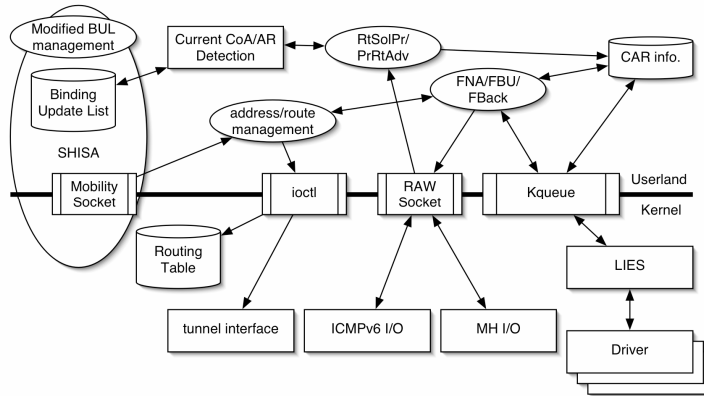 Modified BUL
management
Current CoA/AR
Detection
RtSolPr/
PrRtAdv
CAR info.
Binding
Update List
FNA/FBU/
FBack
address/route
management
SHISA
Mobility
Socket
ioctl
RAW
Socket
Kqueue
Userland
Kernel
Routing
Table
LIES
tunnel interface
ICMPv6 I/O
MH I/O
Driver